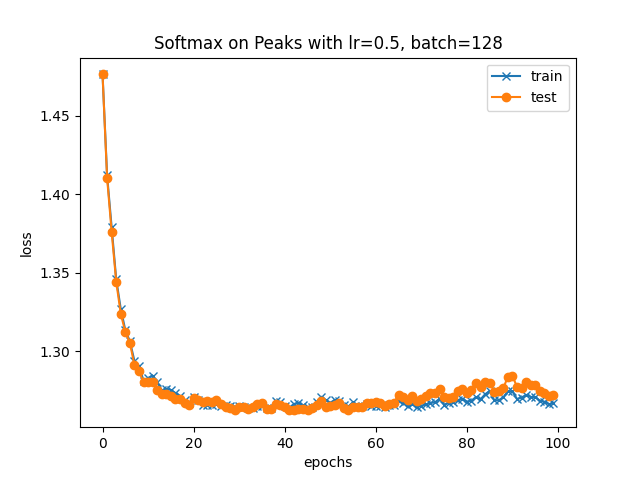 Softmax on Peaks with lr=0.5, batch=128
train
test
1.45
1.40
1.35
1.30
loss
0
20
40
60
80
100
epochs